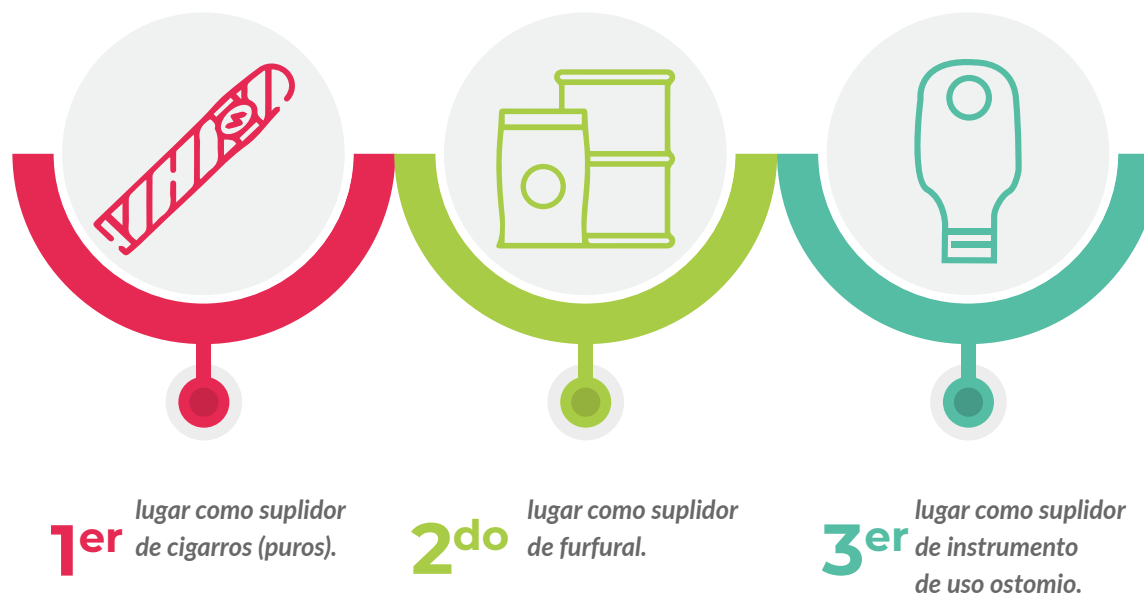 1er
lugar como suplidor
de cigarros (puros).
2do
lugar como suplidor
de furfural.
3er
lugar como suplidor
de instrumento
de uso ostomio.